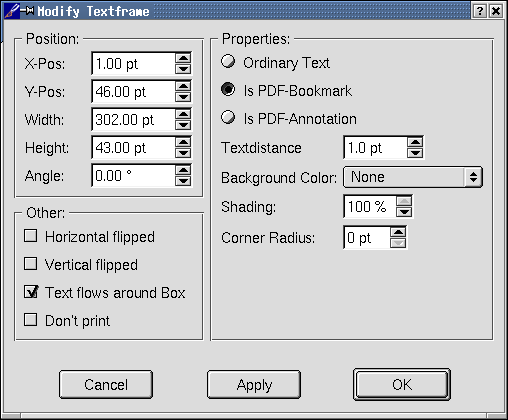 Modify Textframe
Position:
X-Pos: 1.00 pt
Y-Pos: 46.00 pt
Width: 302.00 pt
Height: 43.00 pt
Angle: 0.00 °
Other:
Horizontal flipped
Vertical flipped
Text flows around Box
Don't print
Properties:
Ordinary Text
Is PDF-Bookmark
Is PDF-Annotation
Textdistance 1.0 pt
Background Color: None
Shading: 100 %
Corner Radius: 0 pt
Cancel Apply OK